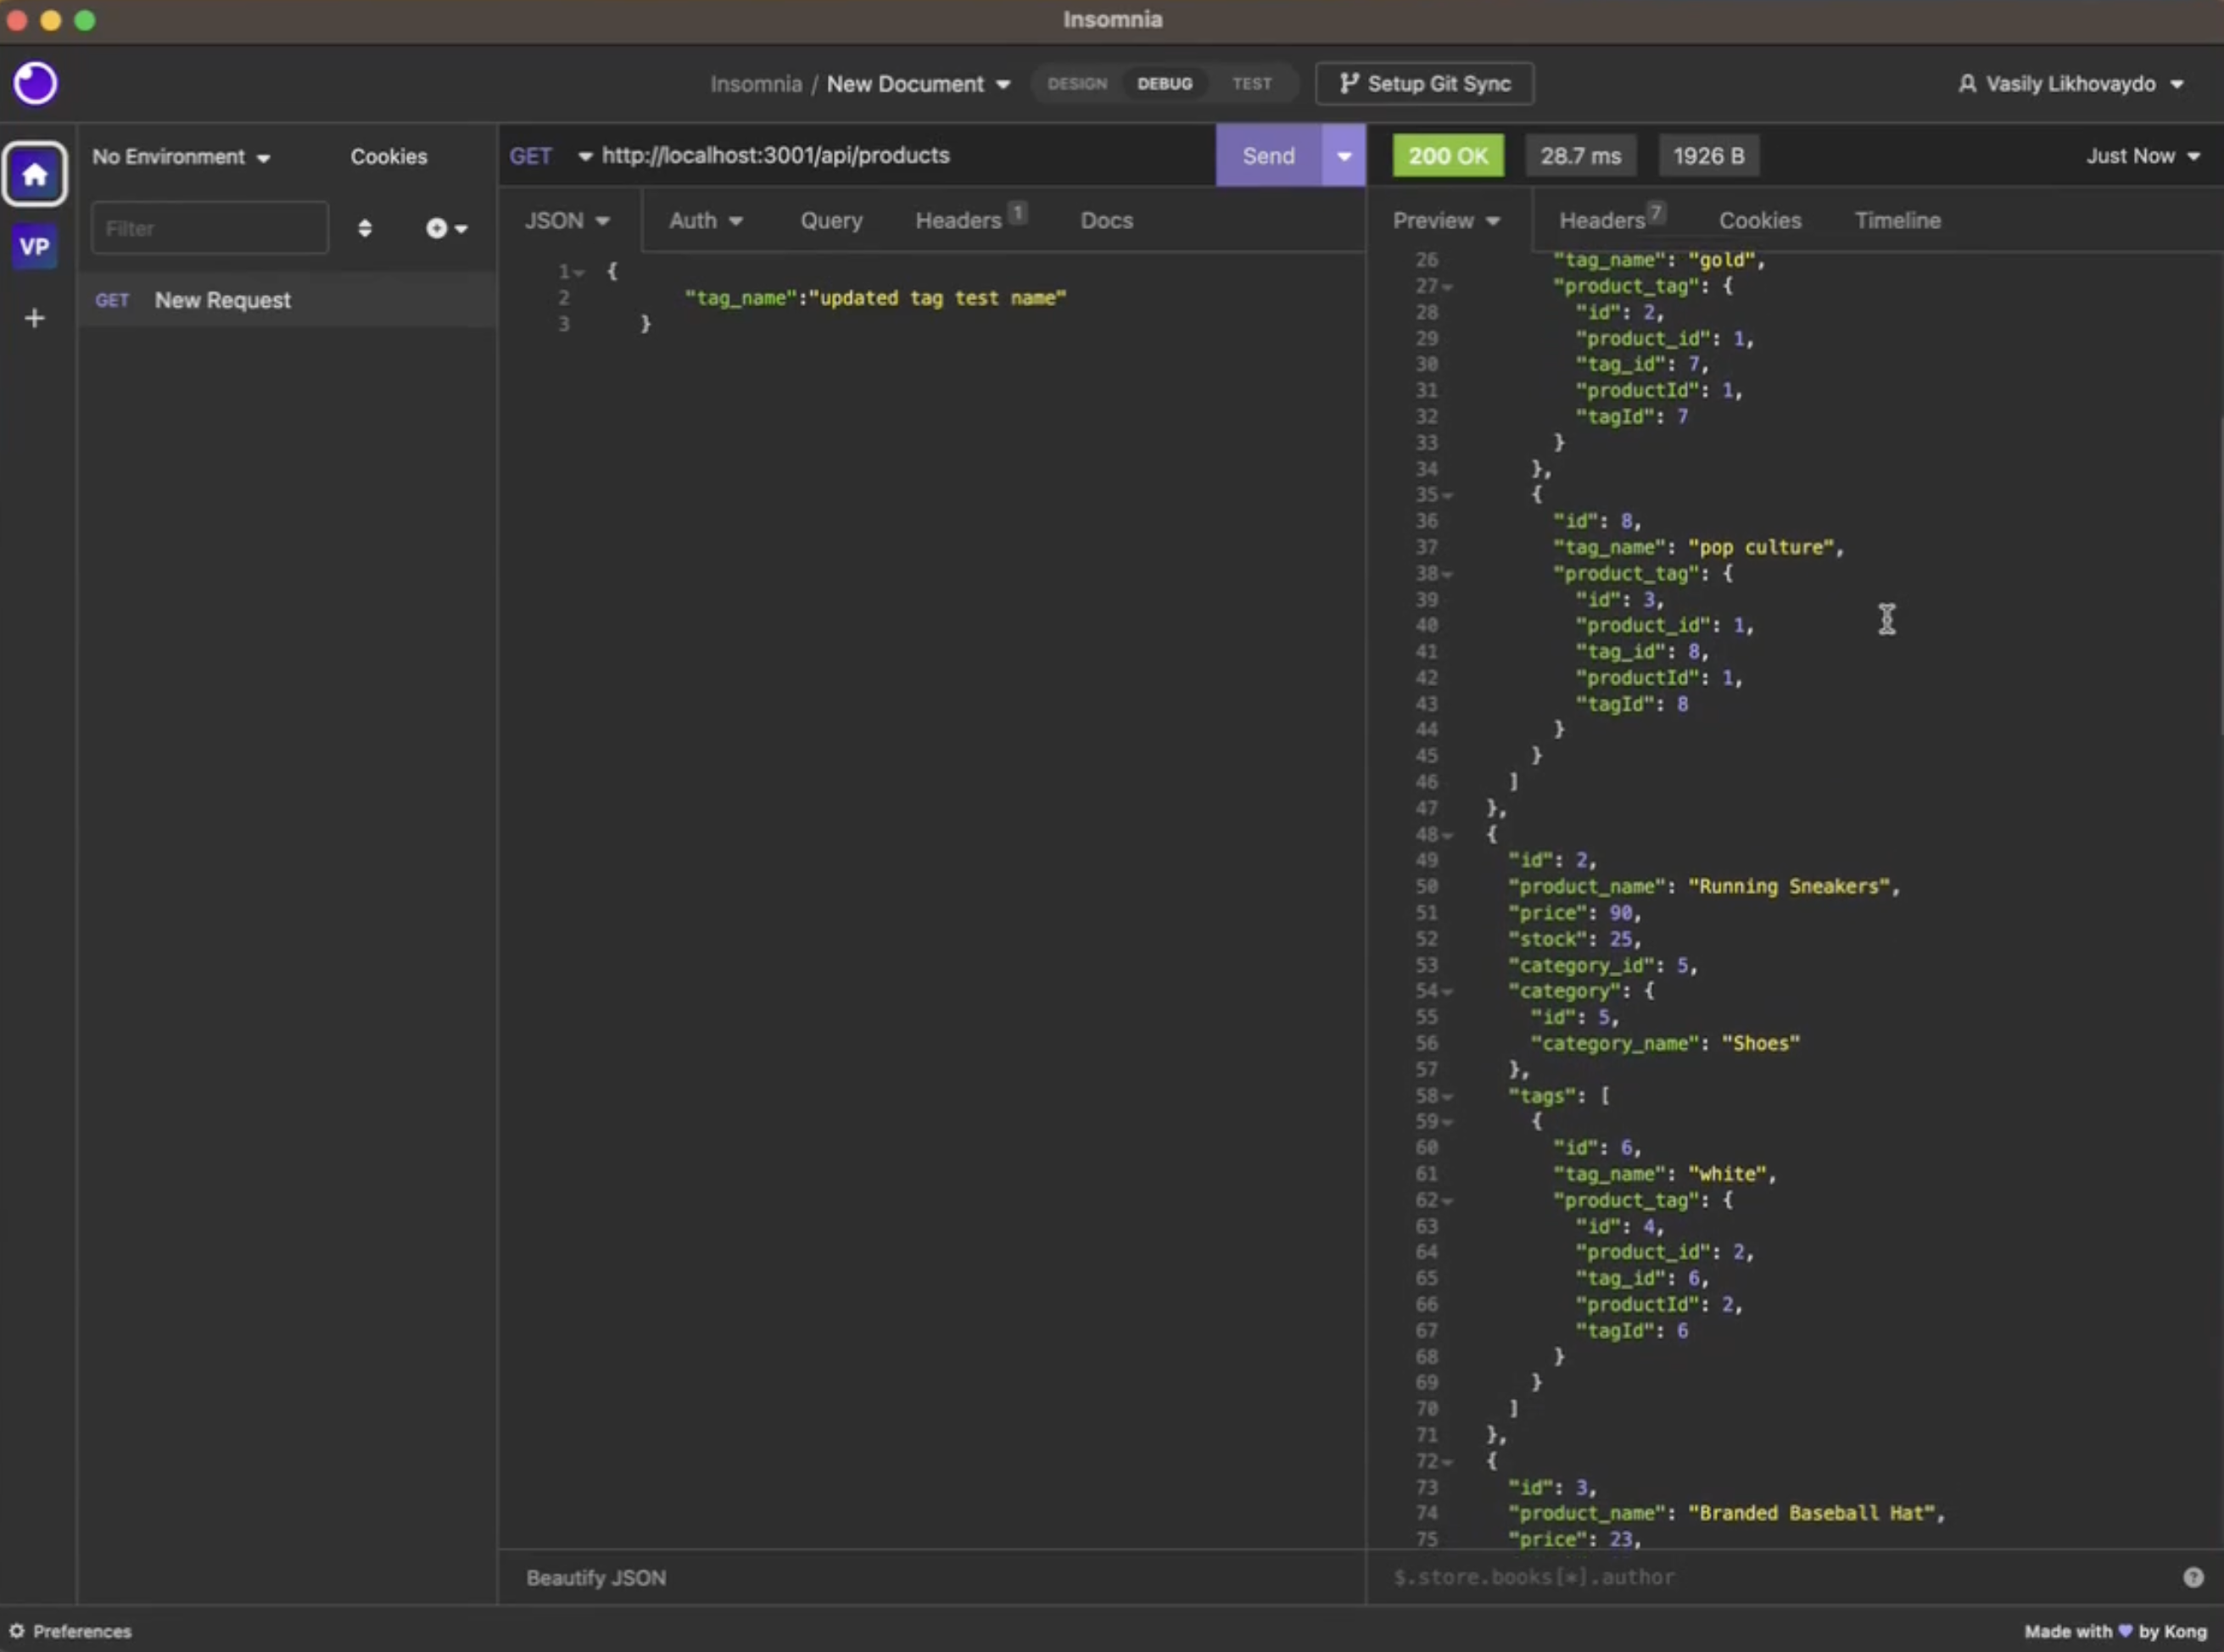 Insomnia
Insomnia / New Document
DESIGN DEBUG TEST
Setup Git Sync
Vasily Likhovaydo
VP
No Environment
Cookies
Filter
GET New Request
GET http://localhost:3001/api/products
Send
JSON Auth Query Headers 1 Docs
1 {
2 "tag_name":"updated tag test name"
3 }
Beautify JSON
200 OK 28.7 ms 1926 B Just Now
Preview Headers 7 Cookies Timeline
26 "tag_name": "gold",
27 "product_tag": {
28 "id": 2,
29 "product_id": 1,
30 "tag_id": 7,
31 "productId": 1,
32 "tagId": 7
33 }
34 },
35 {
36 "id": 8,
37 "tag_name": "pop culture",
38 "product_tag": {
39 "id": 3,
40 "product_id": 1,
41 "tag_id": 8,
42 "productId": 1,
43 "tagId": 8
44 }
45 }
46 ]
47 },
48 {
49 "id": 2,
50 "product_name": "Running Sneakers",
51 "price": 90,
52 "stock": 25,
53 "category_id": 5,
54 "category": {
55 "id": 5,
56 "category_name": "Shoes"
57 },
58 "tags": [
59 {
60 "id": 6,
61 "tag_name": "white",
62 "product_tag": {
63 "id": 4,
64 "product_id": 2,
65 "tag_id": 6,
66 "productId": 2,
67 "tagId": 6
68 }
69 }
70 ]
71 },
72 {
73 "id": 3,
74 "product_name": "Branded Baseball Hat",
75 "price": 23,
$.store.books[*].author
Preferences
Made with 💜 by Kong